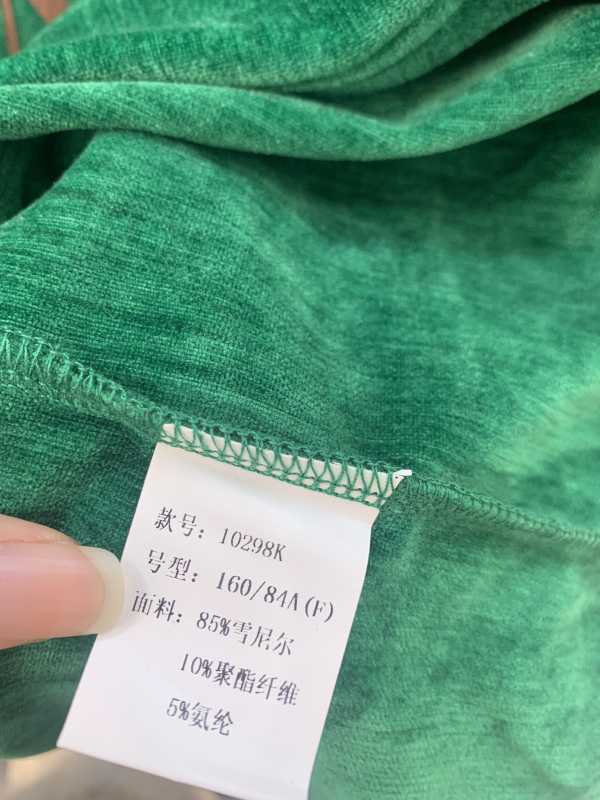 款号: 10298K
号型: 160/84A(F)
面料: 85%雪尼尔
10%聚酯纤维
5%氨纶